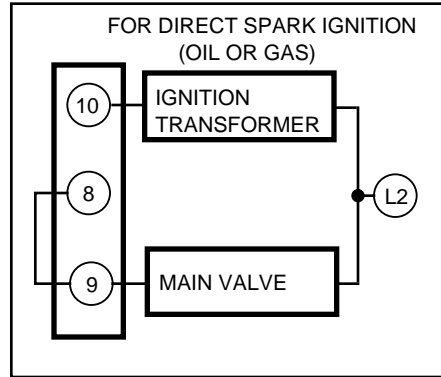 FOR DIRECT SPARK IGNITION
(OIL OR GAS)
10
IGNITION
TRANSFORMER
8
L2
9
MAIN VALVE